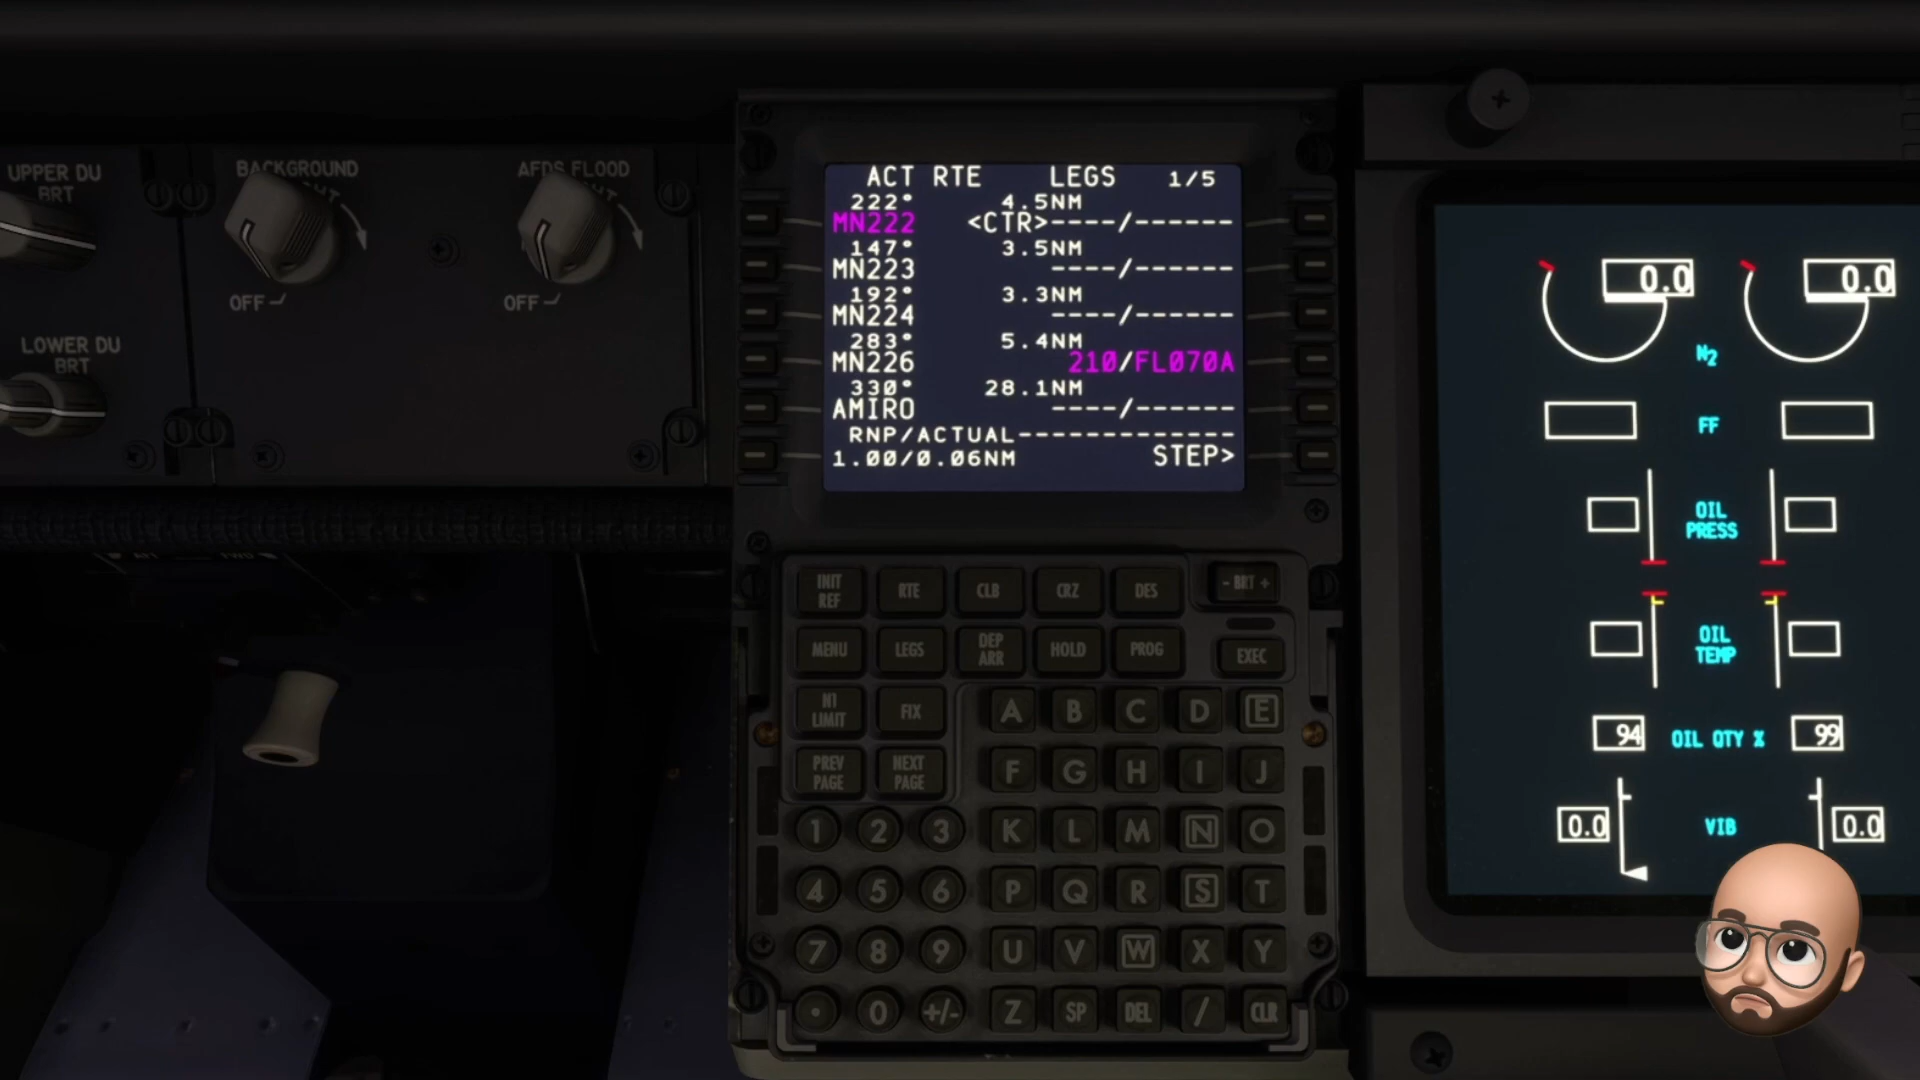 UPPER DU
BRT
BACKGROUND
AFDS FLOOD
OFF
OFF
LOWER DU
BRT
ACT RTE LEGS 1/5
222° 4.5NM
MN222 <CTR>----/------
147° 3.5NM
MN223 ----/------
192° 3.3NM
MN224 ----/------
283° 5.4NM
MN226 210/FL070A
330° 28.1NM
AMIRO ----/------
RNP/ACTUAL-------------
1.00/0.06NM STEP>
INIT
REF
RTE
CLB
CRZ
DES
- BRT +
MENU
LEGS
DEP
ARR
HOLD
PROG
EXEC
N1
LIMIT
FIX
A B C D E
PREV
PAGE
NEXT
PAGE
F G H I J
1 2 3 K L M N O
4 5 6 P Q R S T
7 8 9 U V W X Y
. 0 +/- Z SP DEL / CLR
0.0 0.0
N2
FF
OIL
PRESS
OIL
TEMP
94 OIL QTY % 99
0.0 VIB 0.0